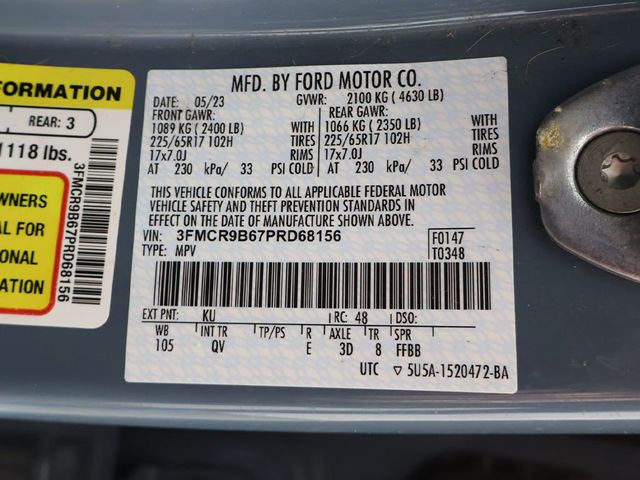 FORMATION
REAR: 3
1118 lbs.
3FMCR9B67PRD68156
WNERS
AL FOR
ONAL
ION
MFD. BY FORD MOTOR CO.
DATE: 05/23 GVWR: 2100 KG ( 4630 LB)
FRONT GAWR: REAR GAWR:
1089 KG ( 2400 LB) WITH 1066 KG ( 2350 LB) WITH
225/65R17 102H TIRES 225/65R17 102H TIRES
17x7.0J RIMS 17x7.0J RIMS
AT 230 kPa/ 33 PSI COLD AT 230 kPa/ 33 PSI COLD
THIS VEHICLE CONFORMS TO ALL APPLICABLE FEDERAL MOTOR
VEHICLE SAFETY AND THEFT PREVENTION STANDARDS IN
EFFECT ON THE DATE OF MANUFACTURE SHOWN ABOVE.
VIN: 3FMCR9B67PRD68156 F0147
TYPE: MPV T0348
EXT PNT: KU RC: 48 DSO:
WB INT TR TP/PS R AXLE TR SPR
105 QV E 3D 8 FFBB
UTC ▽ 5U5A-1520472-BA